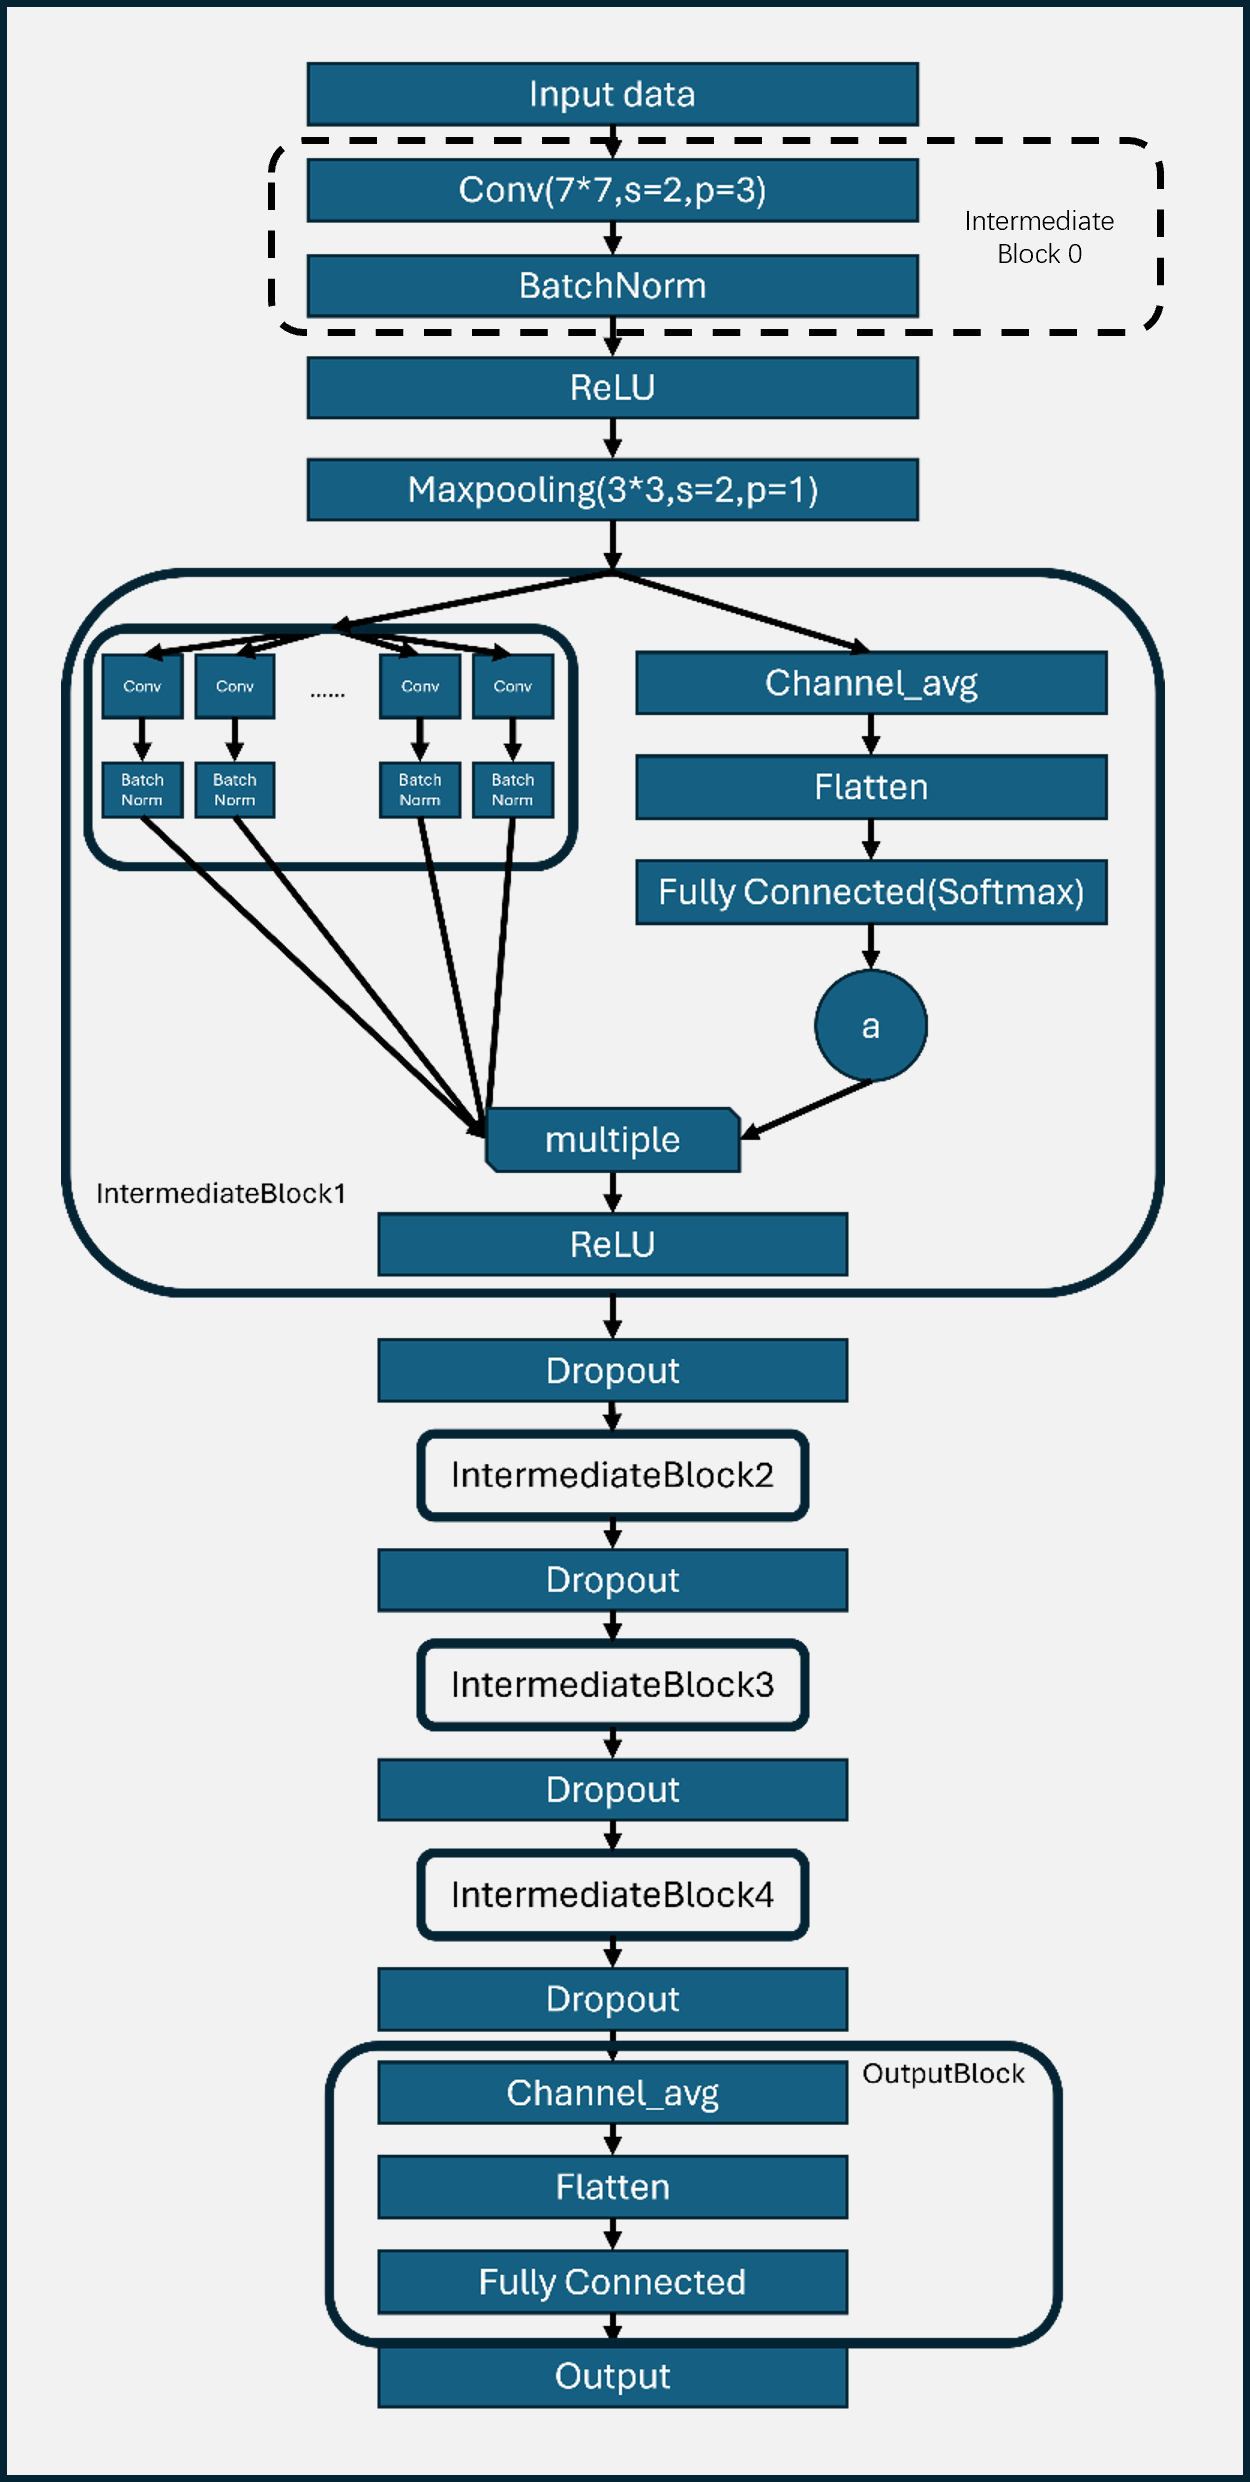 Input data
Conv(7*7,s=2,p=3)
Intermediate
Block 0
BatchNorm
ReLU
Maxpooling(3*3,s=2,p=1)
Conv
Conv
......
Conv
Conv
Batch
Norm
Batch
Norm
Batch
Norm
Batch
Norm
Channel_avg
Flatten
Fully Connected(Softmax)
a
multiple
IntermediateBlock1
ReLU
Dropout
IntermediateBlock2
Dropout
IntermediateBlock3
Dropout
IntermediateBlock4
Dropout
OutputBlock
Channel_avg
Flatten
Fully Connected
Output